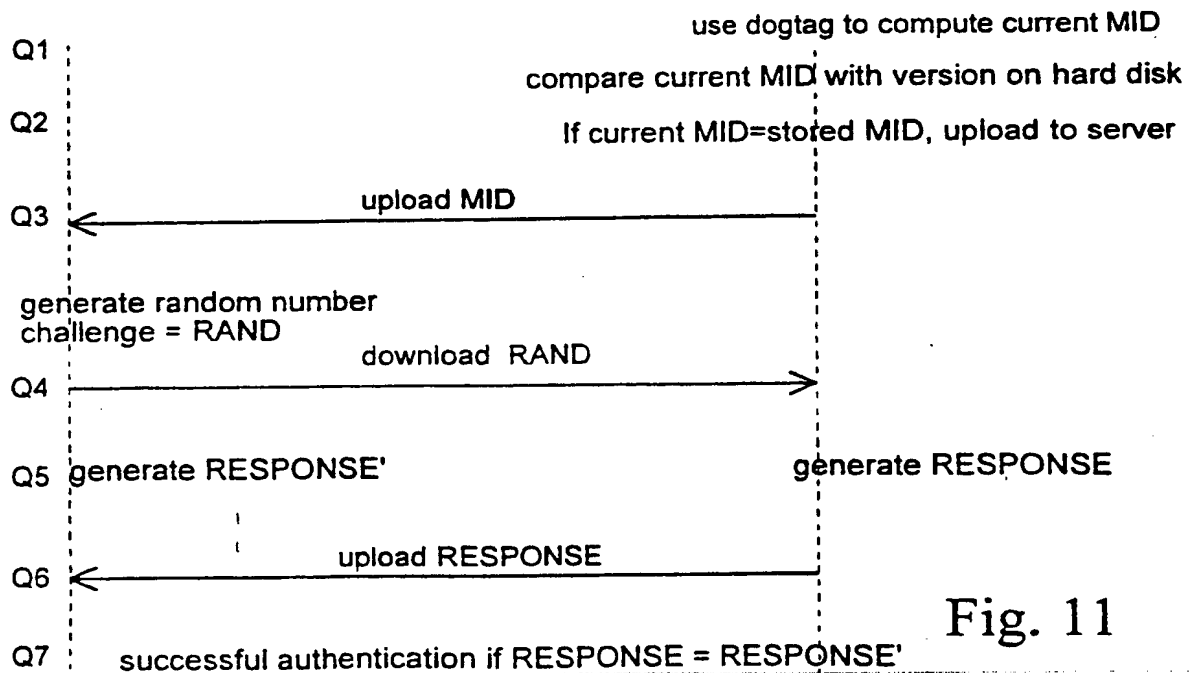 use dogtag to compute current MID
Q1
compare current MID with version on hard disk
Q2
If current MID=stored MID, upload to server
upload MID
Q3
generate random number
challenge = RAND
download RAND
Q4
Q5 generate RESPONSE' generate RESPONSE
upload RESPONSE
Q6
Fig. 11
Q7 successful authentication if RESPONSE = RESPONSE'